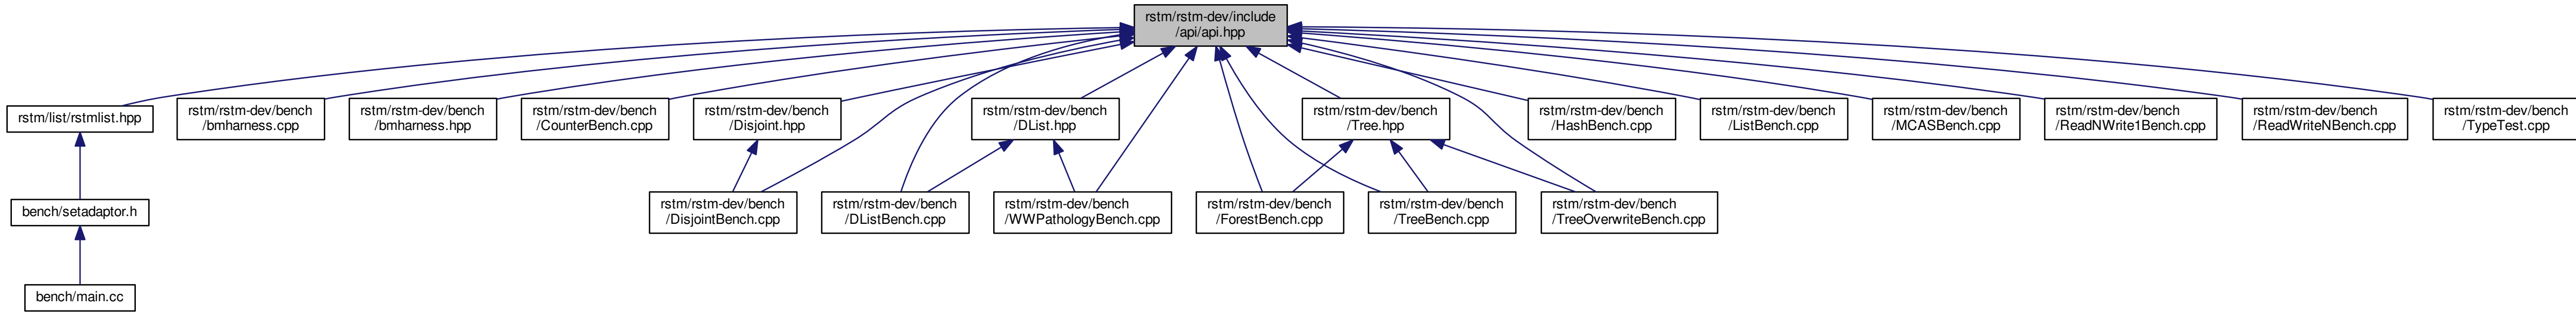 rstm/rstm-dev/include
/api/api.hpp
rstm/list/rstmlist.hpp
rstm/rstm-dev/bench
/bmharness.cpp
rstm/rstm-dev/bench
/bmharness.hpp
rstm/rstm-dev/bench
/CounterBench.cpp
rstm/rstm-dev/bench
/Disjoint.hpp
rstm/rstm-dev/bench
/DList.hpp
rstm/rstm-dev/bench
/Tree.hpp
rstm/rstm-dev/bench
/HashBench.cpp
rstm/rstm-dev/bench
/ListBench.cpp
rstm/rstm-dev/bench
/MCASBench.cpp
rstm/rstm-dev/bench
/ReadNWrite1Bench.cpp
rstm/rstm-dev/bench
/ReadWriteNBench.cpp
rstm/rstm-dev/bench
/TypeTest.cpp
bench/setadaptor.h
rstm/rstm-dev/bench
/DisjointBench.cpp
rstm/rstm-dev/bench
/DListBench.cpp
rstm/rstm-dev/bench
/WWPathologyBench.cpp
rstm/rstm-dev/bench
/ForestBench.cpp
rstm/rstm-dev/bench
/TreeBench.cpp
rstm/rstm-dev/bench
/TreeOverwriteBench.cpp
bench/main.cc